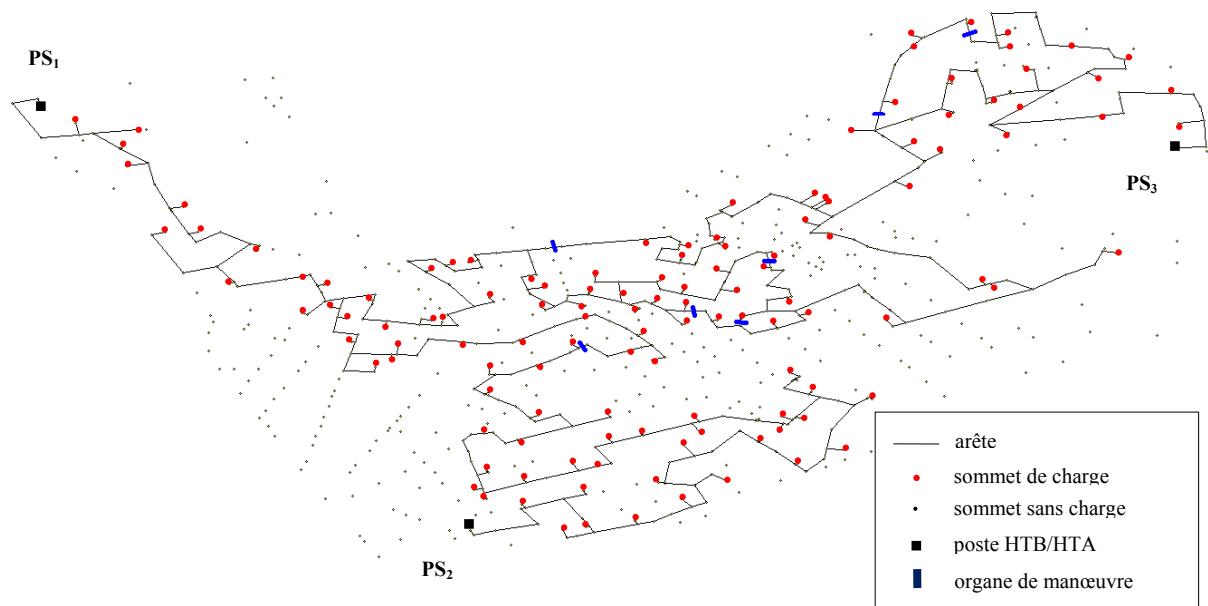 PS₁
PS₃
PS₂
arête
sommet de charge
sommet sans charge
poste HTB/HTA
organe de manœuvre